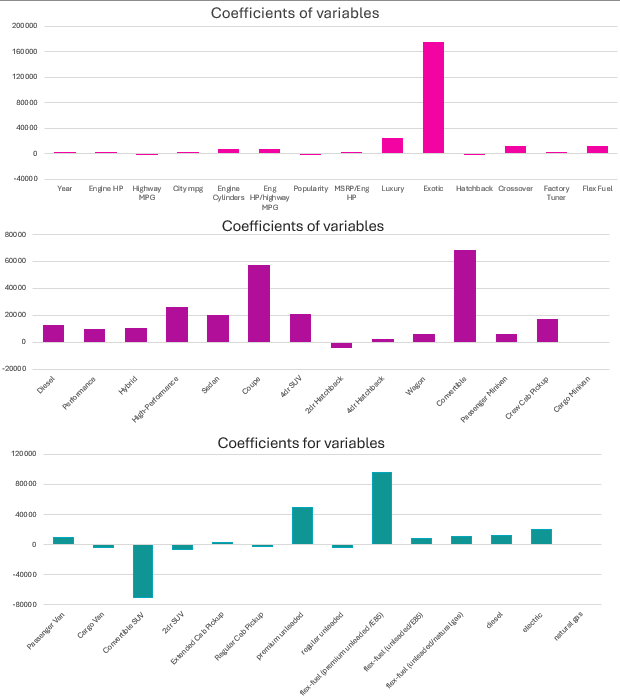 Coefficients of variables
200000
160000
120000
80000
40000
0
-40000
Year
Engine HP
Highway MPG
City mpg
Engine Cylinders
Eng HP/highway MPG
Popularity
MSRP/Eng HP
Luxury
Exotic
Hatchback
Crossover
Factory Tuner
Flex Fuel
Coefficients of variables
80000
60000
40000
20000
0
-20000
Diesel
Performance
Hybrid
High-Performance
Sedan
Coupe
4dr SUV
2dr Hatchback
4dr Hatchback
Wagon
Convertible
Passenger Minivan
Crew Cab Pickup
Cargo Minivan
Coefficients for variables
120000
80000
40000
0
-40000
-80000
Passenger Van
Cargo Van
Convertible SUV
2dr SUV
Extended Cab Pickup
Regular Cab Pickup
premium unleaded
regular unleaded
flex-fuel (premium unleaded /E85)
flex-fuel (unleaded/E85)
flex-fuel (unleaded/natural gas)
diesel
electric
natural gas